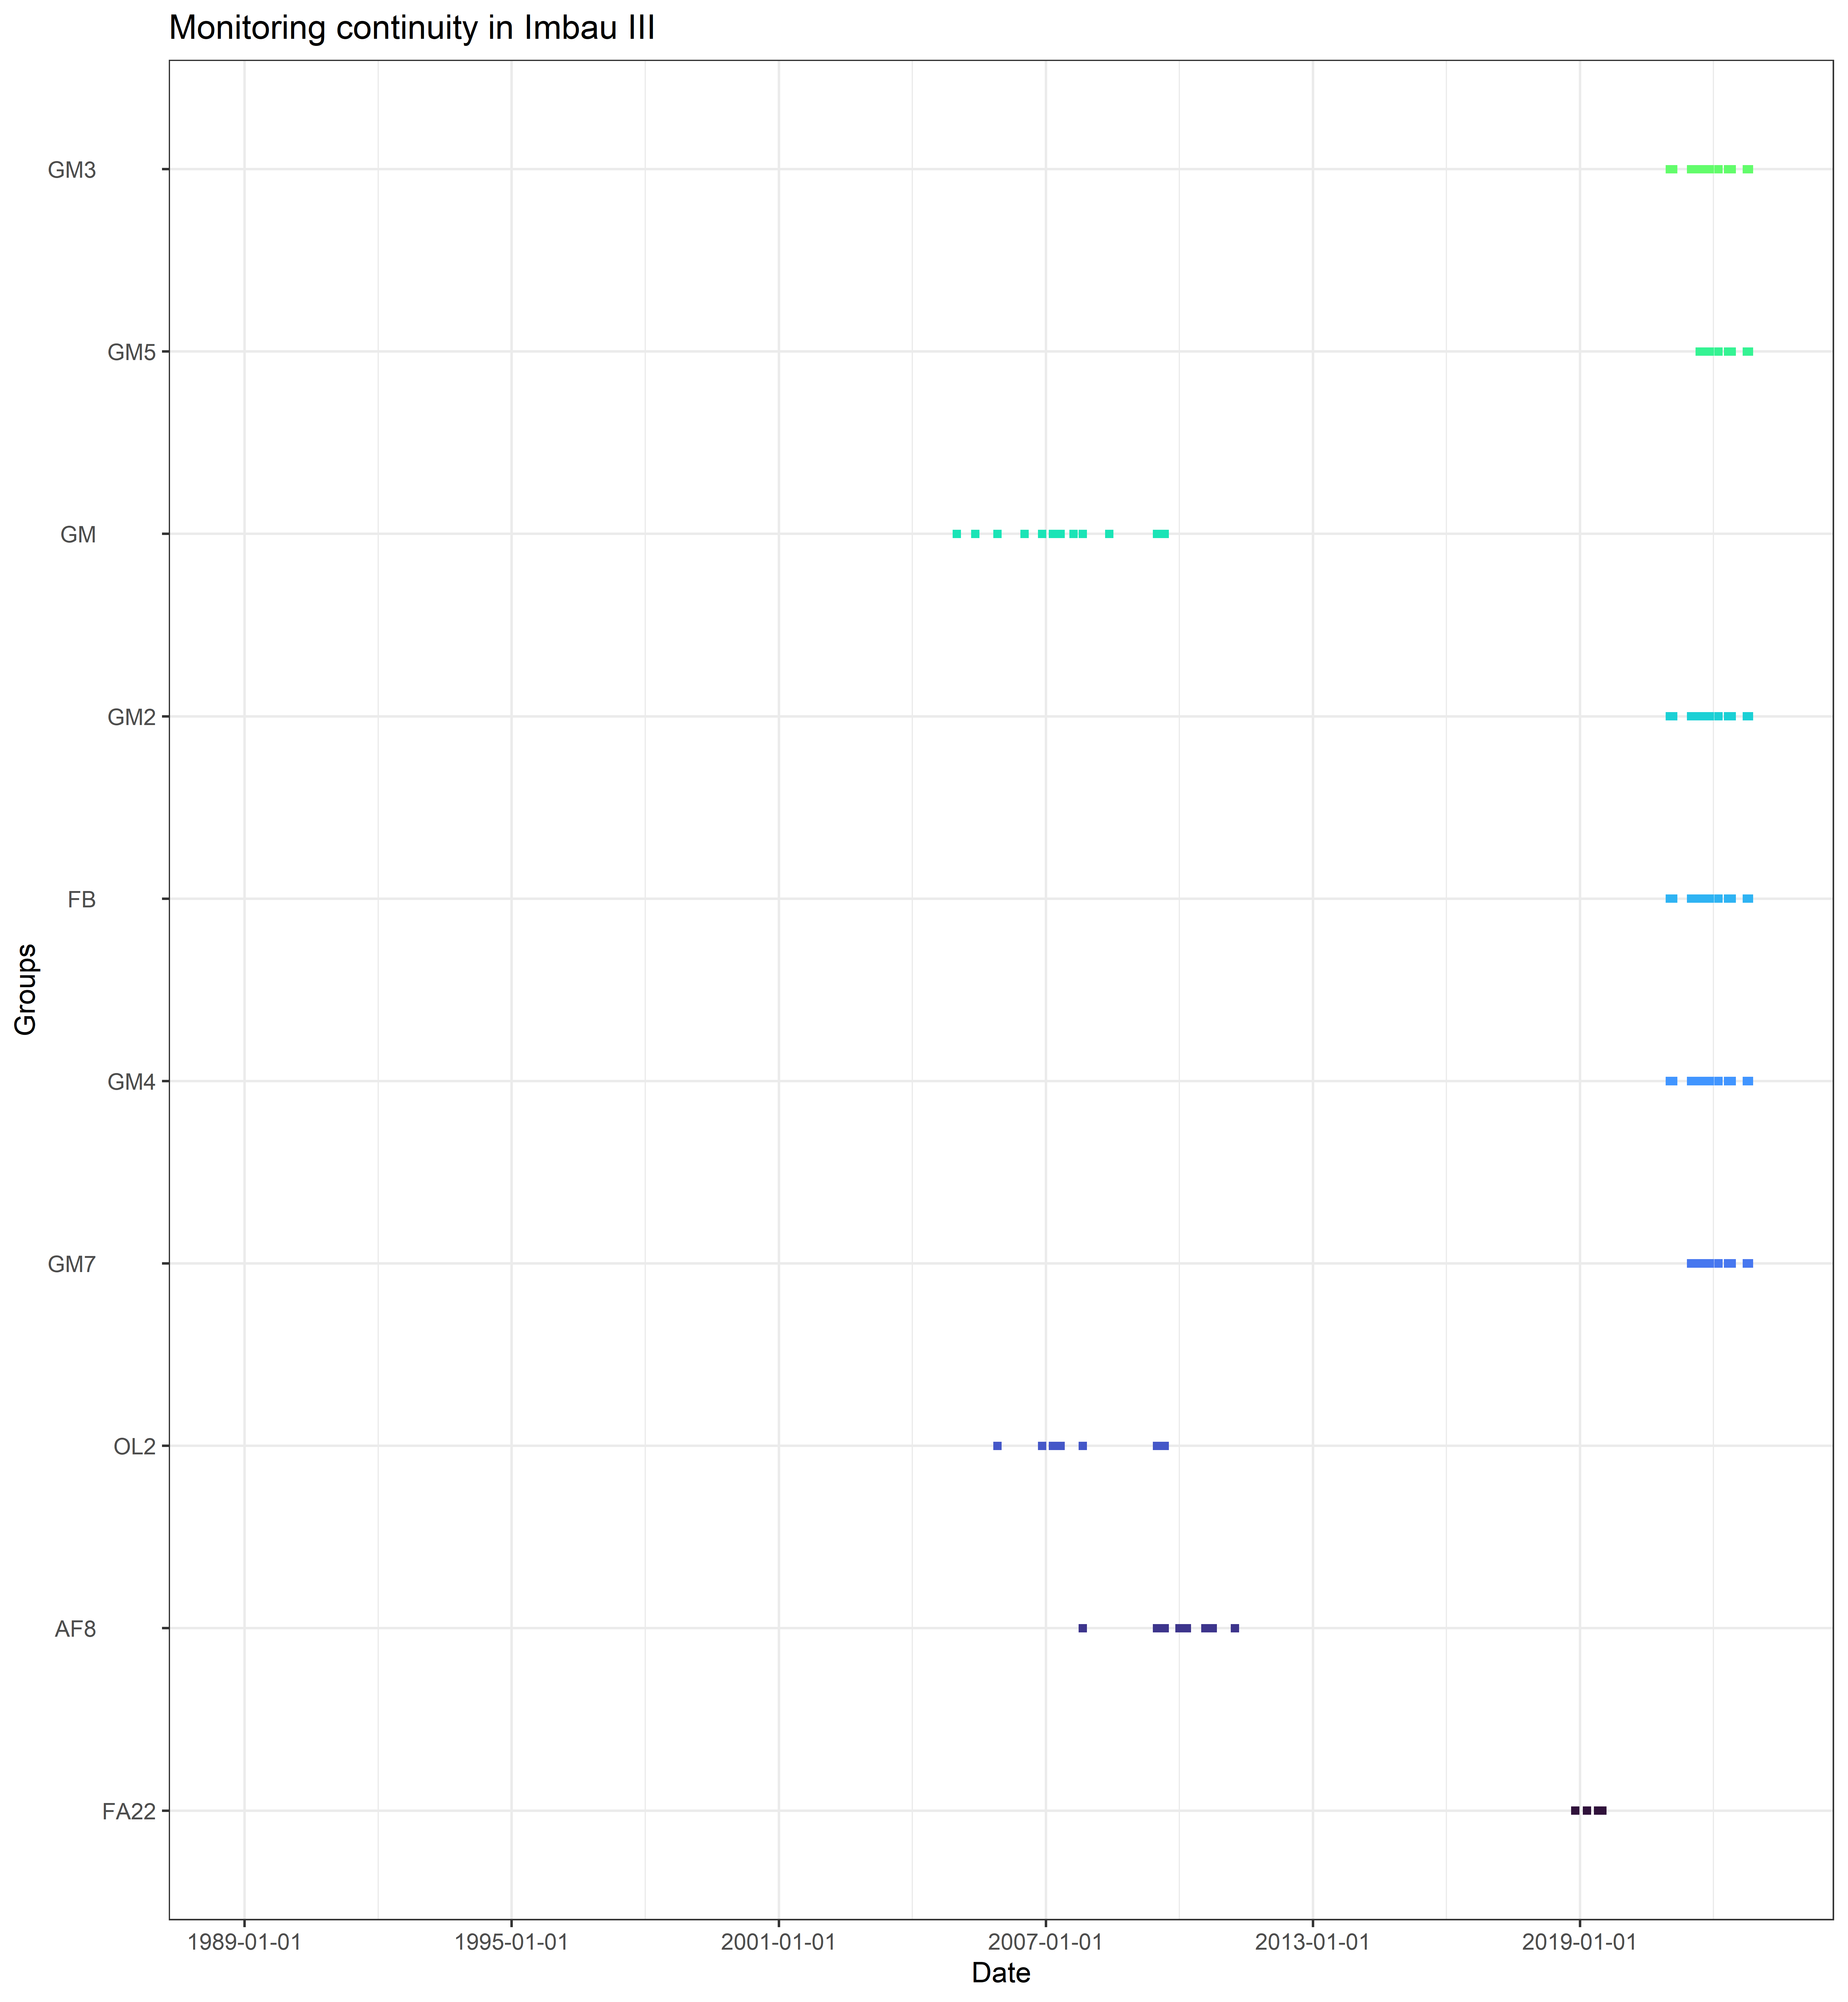 Monitoring continuity in Imbau III
GM3
GM5
GM
GM2
FB
GM4
GM7
OL2
AF8
FA22
Groups
1989-01-01 1995-01-01 2001-01-01 2007-01-01 2013-01-01 2019-01-01
Date